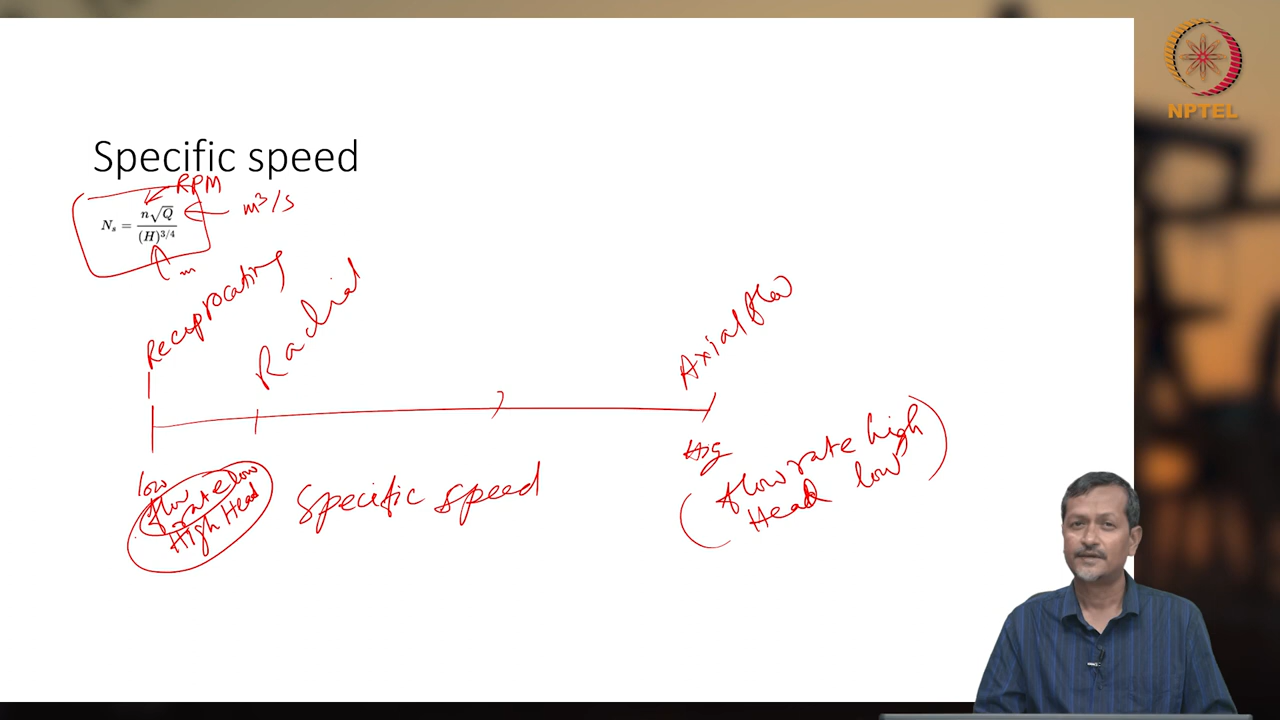 NPTEL
Specific speed
RPM
N_s = n√Q / (H)^{3/4}
m³/s
m
Reciprocating
Radial
Axial flow
low
flow
rate low
High Head
Specific speed
Hig
(flow rate high
Head low)